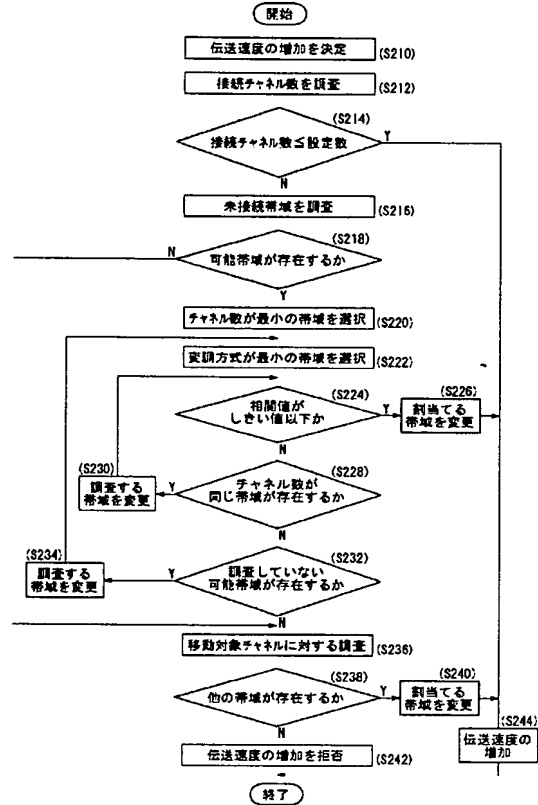 開始
伝送速度の増加を決定 (S210)
接続チャネル数を調査 (S212)
(S214)
接続チャネル数≦設定数
Y
N
未接続帯域を調査 (S216)
(S218)
N
可能帯域が存在するか
Y
チャネル数が最小の帯域を選択 (S220)
変調方式が最小の帯域を選択 (S222)
(S224)
相関値が
しきい値以下か
Y
(S226)
割当てる
帯域を変更
N
(S228)
チャネル数が
同じ帯域が存在するか
Y
(S230)
調査する
帯域を変更
N
(S232)
調査していない
可能帯域が存在するか
Y
(S234)
調査する
帯域を変更
N
移動対象チャネルに対する調査 (S236)
(S238)
他の帯域が存在するか
Y
(S240)
割当てる
帯域を変更
N
(S244)
伝送速度の
増加
伝送速度の増加を拒否 (S242)
終了